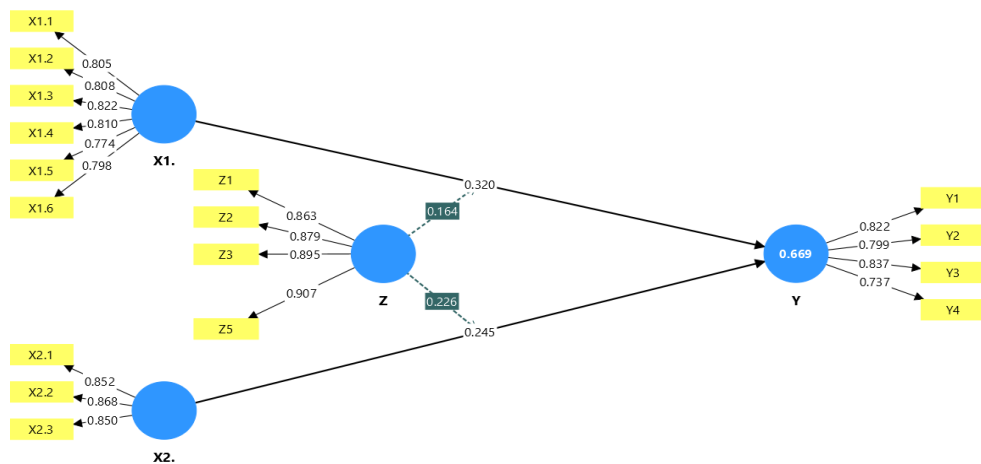 X1.1
X1.2
X1.3
X1.4
X1.5
X1.6
0.805
0.808
0.822
0.810
0.774
0.798
X1.
Z1
Z2
Z3
Z5
0.863
0.879
0.895
0.907
Z
0.164
0.226
0.320
0.245
X2.1
X2.2
X2.3
0.852
0.868
0.850
X2.
0.669
Y
0.822
0.799
0.837
0.737
Y1
Y2
Y3
Y4